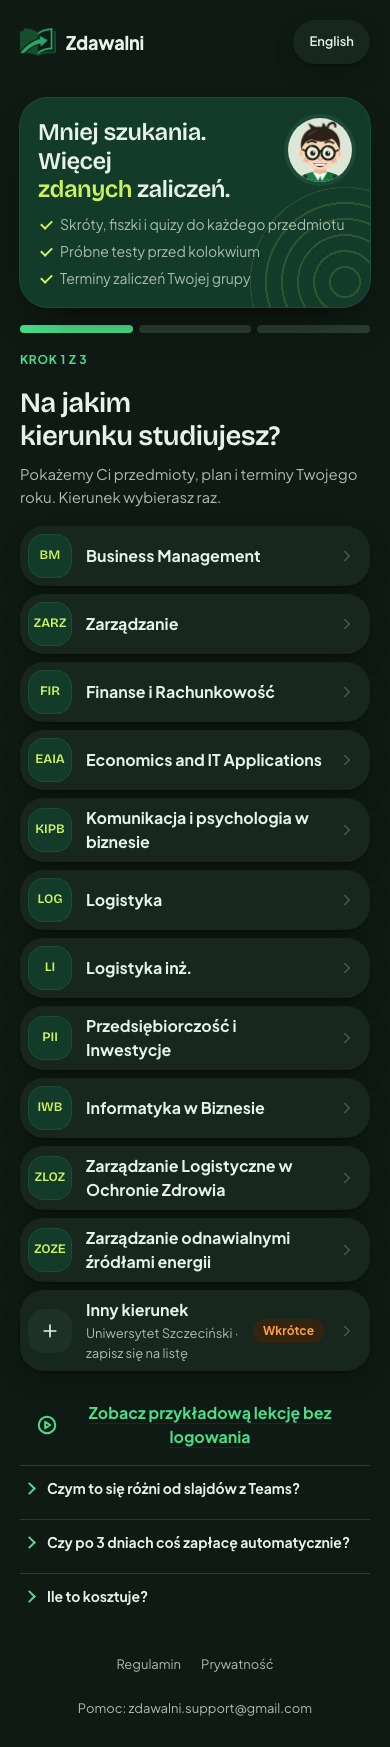 Zdawalni
English
Mniej szukania.
Więcej
zdanych zaliczeń.
Skróty, fiszki i quizy do każdego przedmiotu
Próbne testy przed kolokwium
Terminy zaliczeń Twojej grupy
KROK 1 Z 3
Na jakim
kierunku studiujesz?
Pokażemy Ci przedmioty, plan i terminy Twojego
roku. Kierunek wybierasz raz.
BM
Business Management
ZARZ
Zarządzanie
FIR
Finanse i Rachunkowość
EAIA
Economics and IT Applications
KIPB
Komunikacja i psychologia w
biznesie
LOG
Logistyka
LI
Logistyka inż.
PII
Przedsiębiorczość i
Inwestycje
IWB
Informatyka w Biznesie
ZLOZ
Zarządzanie Logistyczne w
Ochronie Zdrowia
ZOZE
Zarządzanie odnawialnymi
źródłami energii
Inny kierunek
Uniwersytet Szczeciński ·
zapisz się na listę
Wkrótce
Zobacz przykładową lekcję bez
logowania
Czym to się różni od slajdów z Teams?
Czy po 3 dniach coś zapłacę automatycznie?
Ile to kosztuje?
Regulamin Prywatność
Pomoc: zdawalni.support@gmail.com